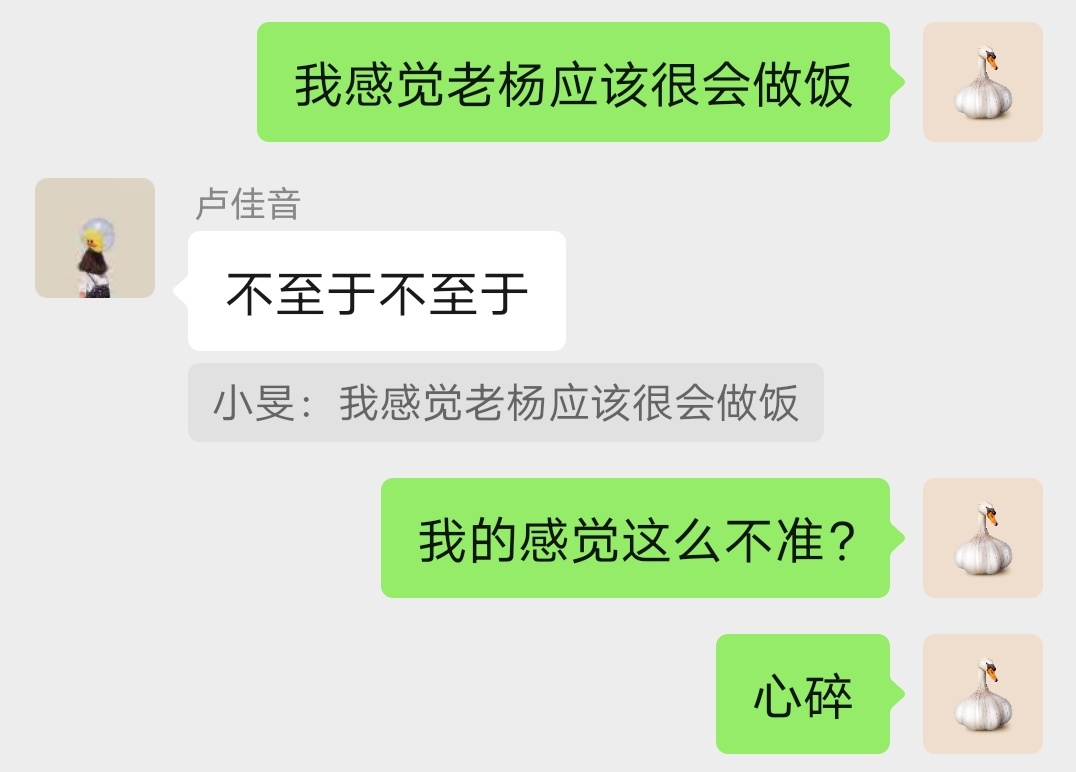 我感觉老杨应该很会做饭
卢佳音
不至于不至于
小旻：我感觉老杨应该很会做饭
我的感觉这么不准？
心碎